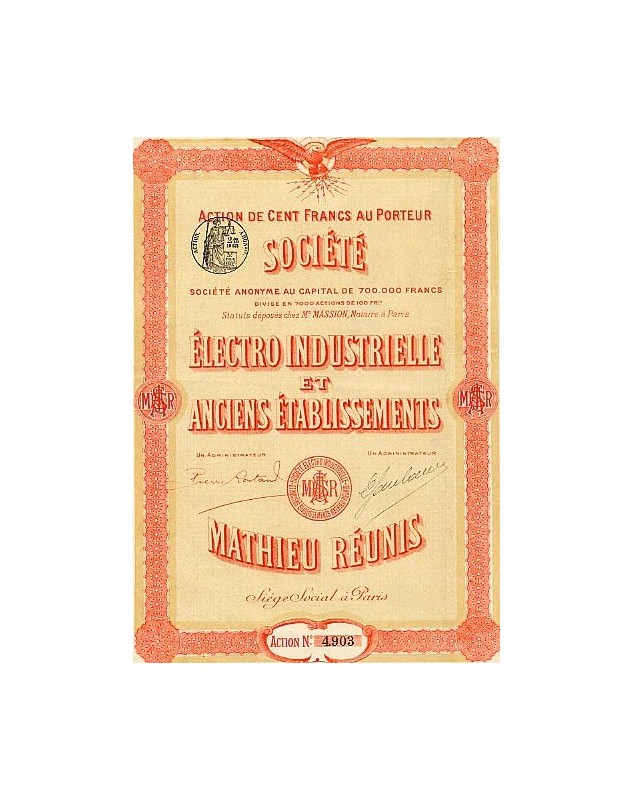 ACTION DE CENT FRANCS AU PORTEUR
SOCIÉTÉ
SOCIÉTÉ ANONYME AU CAPITAL DE 700.000 FRANCS
DIVISÉ EN 7000 ACTIONS DE 100 FRcs
Statuts déposés chez Me MASSION, Notaire à Paris
ÉLECTRO INDUSTRIELLE
ET
ANCIENS ÉTABLISSEMENTS
UN ADMINISTRATEUR
UN ADMINISTRATEUR
MATHIEU RÉUNIS
Siége Social à Paris
ACTION No 4.903